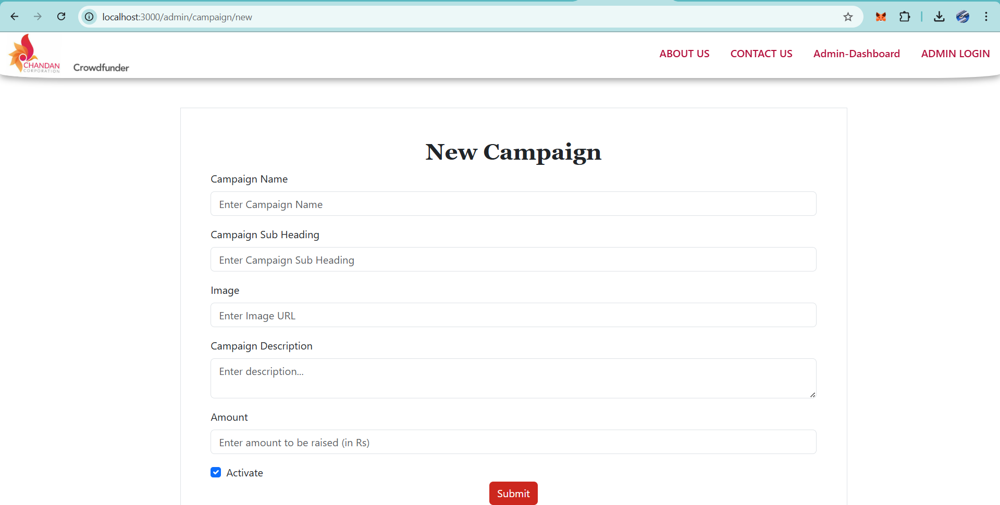 localhost:3000/admin/campaign/new
CHANDAN
CORPORATION
Crowdfunder
ABOUT US
CONTACT US
Admin-Dashboard
ADMIN LOGIN
New Campaign
Campaign Name
Enter Campaign Name
Campaign Sub Heading
Enter Campaign Sub Heading
Image
Enter Image URL
Campaign Description
Enter description...
Amount
Enter amount to be raised (in Rs)
Activate
Submit